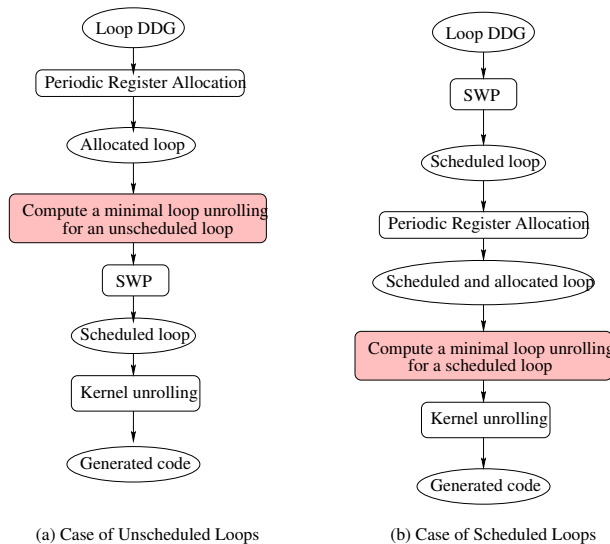 Loop DDG
Periodic Register Allocation
Allocated loop
Compute a minimal loop unrolling
for an unscheduled loop
SWP
Scheduled loop
Kernel unrolling
Generated code
(a) Case of Unscheduled Loops
Loop DDG
SWP
Scheduled loop
Periodic Register Allocation
Scheduled and allocated loop
Compute a minimal loop unrolling
for a scheduled loop
Kernel unrolling
Generated code
(b) Case of Scheduled Loops